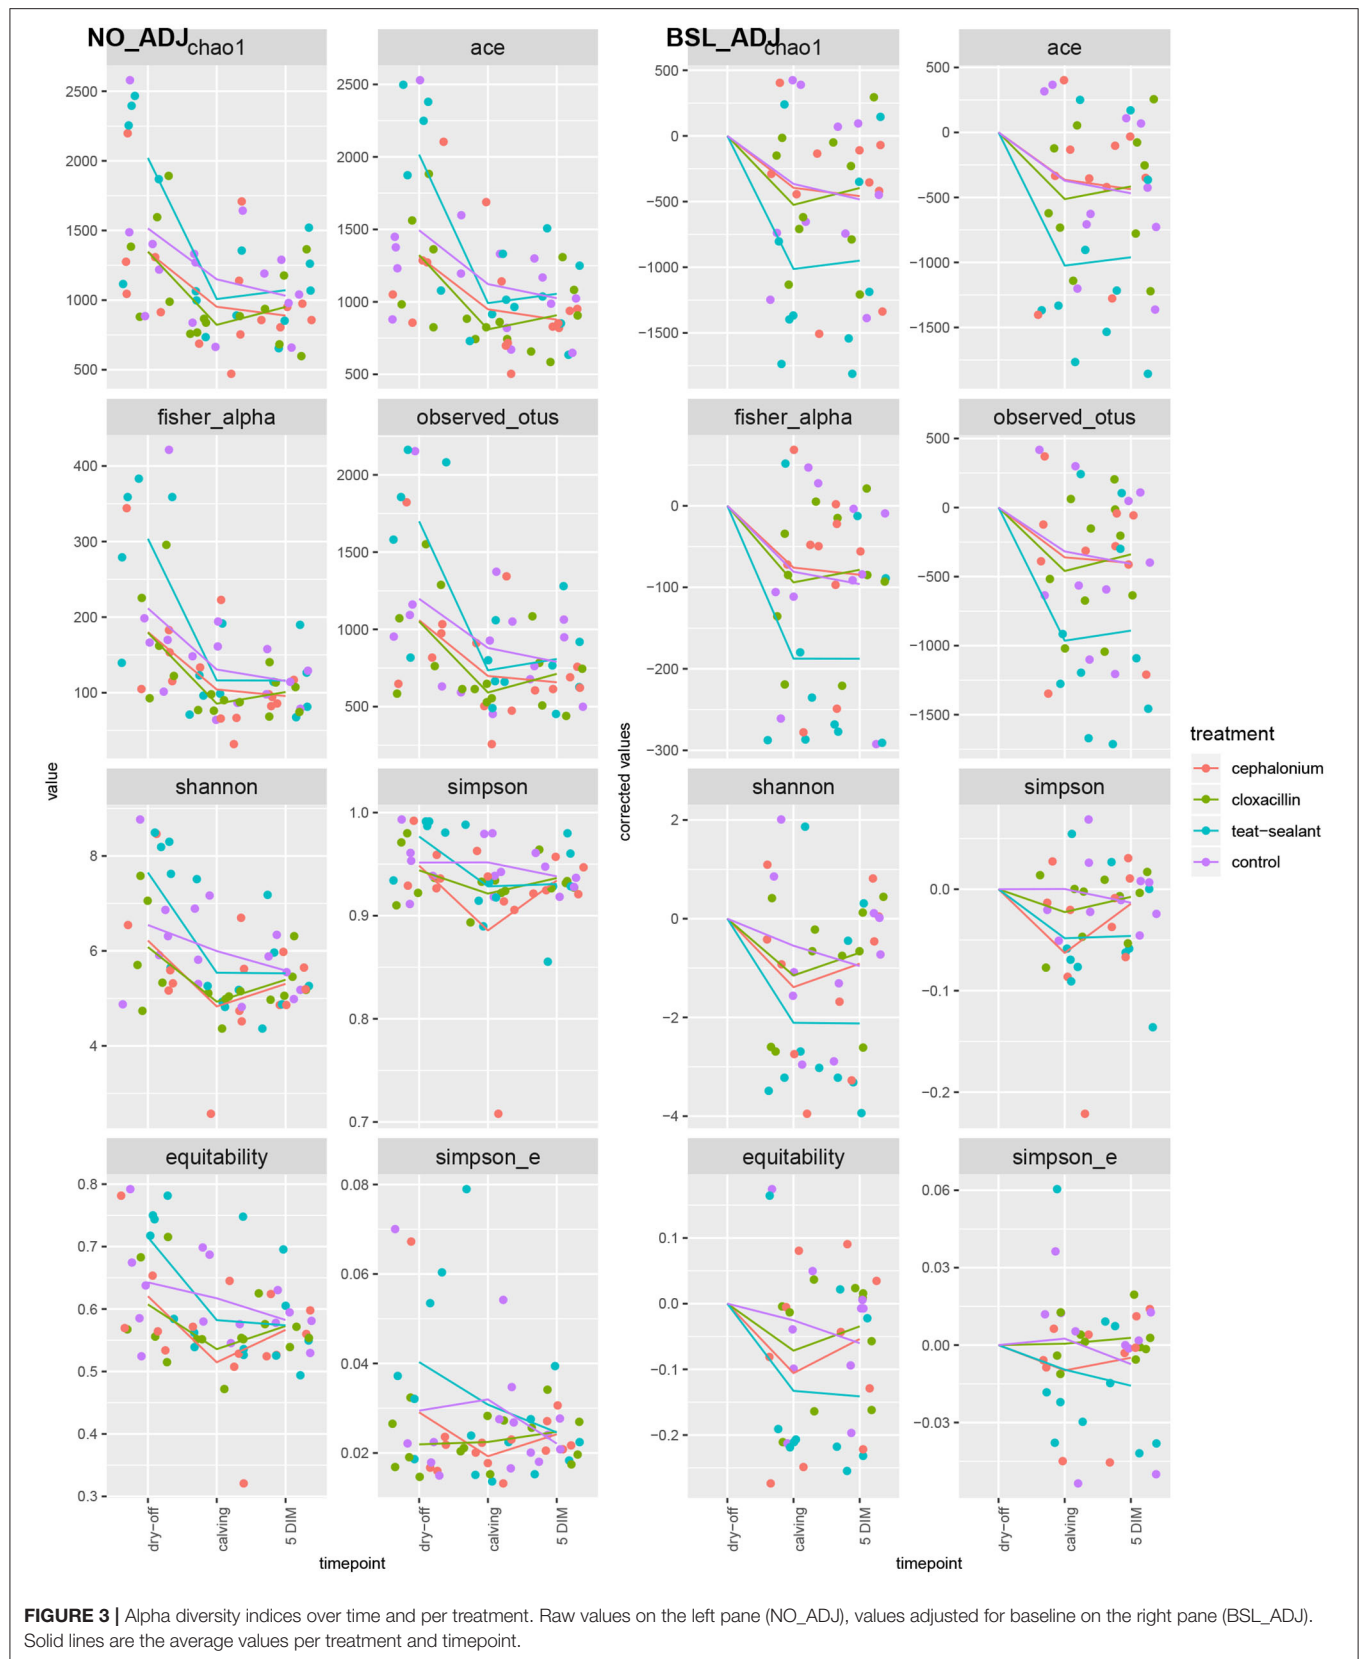 NO_ADJ
BSL_ADJ
chao1
ace
chao1
ace
2500
2000
1500
1000
500
2500
2000
1500
1000
500
500
0
−500
−1000
−1500
500
0
−500
−1000
−1500
fisher_alpha
observed_otus
fisher_alpha
observed_otus
400
300
200
100
2000
1500
1000
500
0
−100
−200
−300
500
0
−500
−1000
−1500
value
corrected values
treatment
cephalonium
cloxacillin
teat−sealant
control
shannon
simpson
shannon
simpson
8
6
4
1.0
0.9
0.8
0.7
2
0
−2
−4
0.0
−0.1
−0.2
equitability
simpson_e
equitability
simpson_e
0.8
0.7
0.6
0.5
0.4
0.3
0.08
0.06
0.04
0.02
0.1
0.0
−0.1
−0.2
0.06
0.03
0.00
−0.03
dry−off
calving
5 DIM
dry−off
calving
5 DIM
dry−off
calving
5 DIM
dry−off
calving
5 DIM
timepoint
timepoint
FIGURE 3 | Alpha diversity indices over time and per treatment. Raw values on the left pane (NO_ADJ), values adjusted for baseline on the right pane (BSL_ADJ).
Solid lines are the average values per treatment and timepoint.